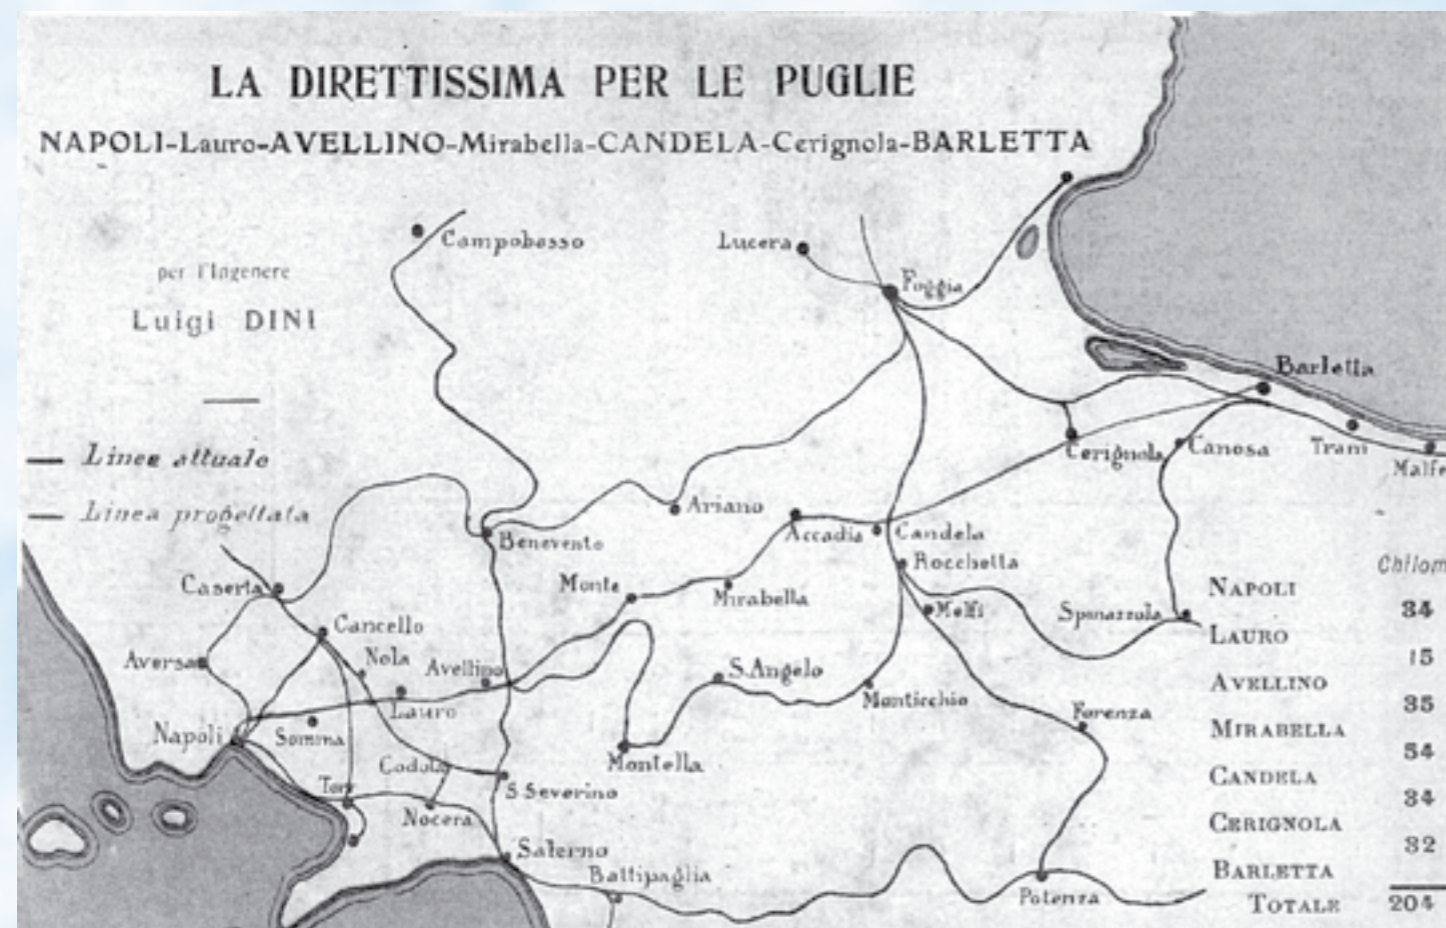 LA DIRETTISSIMA PER LE PUGLIE
NAPOLI-Lauro-AVELLINO-Mirabella-CANDELA-Cerignola-BARLETTA
per l'Ingenere
Luigi DINI
Linee attuale
Linea progettata
Campobasso
Lucera
Foggia
Barletta
Cerignola
Canosa
Trani
Malfe
Ariano
Benevento
Accadia
Candela
Rocchetta
Caserta
Monte
Mirabella
Melfi
Spinazzola
Cancello
Aversa
Nola
Avellino
S. Angelo
Lauro
Monticchio
Forenza
Napoli
Somma
Montella
Codola
Torr
S. Severino
Nocera
Salerno
Battipaglia
Potenza
Chilom
NAPOLI
34
LAURO
15
AVELLINO
35
MIRABELLA
54
CANDELA
34
CERIGNOLA
32
BARLETTA
TOTALE 204